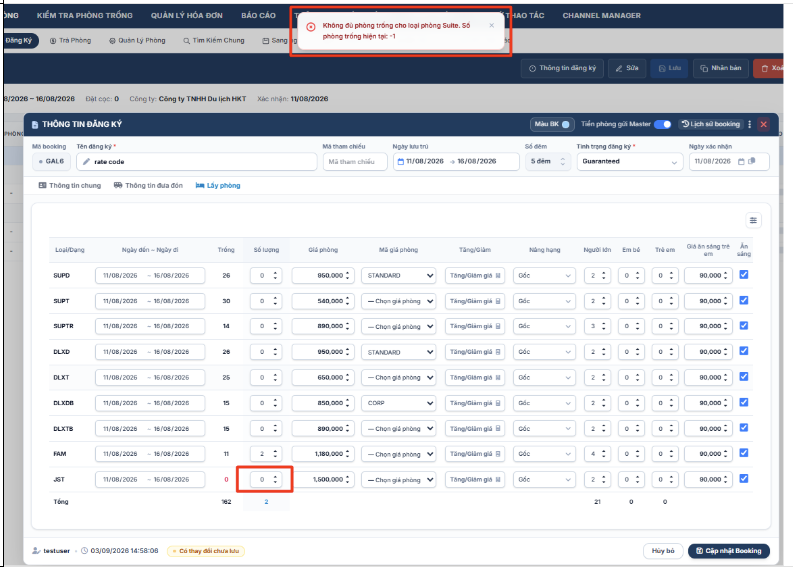 ÒNG KIỂM TRA PHÒNG TRỐNG QUẢN LÝ HÓA ĐƠN BÁO CÁO THAO TÁC CHANNEL MANAGER
Không đủ phòng trống cho loại phòng Suite. Số
phòng trống hiện tại: -1
Đăng Ký Trả Phòng Quản Lý Phòng Tìm Kiếm Chung Sang
Thông tin đăng ký Sửa Lưu Nhân bản Xoá
8/2026 – 16/08/2026 Đặt cọc: 0 Công ty: Công ty TNHH Du lịch HKT Xác nhận: 11/08/2026
THÔNG TIN ĐĂNG KÝ Màu BK Tiền phòng gửi Master Lịch sử booking
Mã booking Tên đăng ký * Mã tham chiếu Ngày lưu trú Số đêm Tình trạng đăng ký * Ngày xác nhận
GAL6 rate code Mã tham chiếu 11/08/2026 → 16/08/2026 5 đêm Guaranteed 11/08/2026
Thông tin chung Thông tin đưa đón Lấy phòng
Loại/Dạng Ngày đến ~ Ngày đi Trống Số lượng Giá phòng Mã giá phòng Tăng/Giảm Nâng hạng Người lớn Em bé Trẻ em Giá ăn sáng trẻ em Ăn sáng
SUPD 11/08/2026 ~ 16/08/2026 26 0 950,000 STANDARD Tăng/Giảm giá Gốc 2 0 0 90,000
SUPT 11/08/2026 ~ 16/08/2026 30 0 540,000 — Chọn giá phòng Tăng/Giảm giá Gốc 2 0 0 90,000
SUPTR 11/08/2026 ~ 16/08/2026 14 0 890,000 — Chọn giá phòng Tăng/Giảm giá Gốc 3 0 0 90,000
DLXD 11/08/2026 ~ 16/08/2026 26 0 950,000 STANDARD Tăng/Giảm giá Gốc 2 0 0 90,000
DLXT 11/08/2026 ~ 16/08/2026 25 0 650,000 — Chọn giá phòng Tăng/Giảm giá Gốc 2 0 0 90,000
DLXDB 11/08/2026 ~ 16/08/2026 15 0 850,000 CORP Tăng/Giảm giá Gốc 2 0 0 90,000
DLXTB 11/08/2026 ~ 16/08/2026 15 0 890,000 — Chọn giá phòng Tăng/Giảm giá Gốc 2 0 0 90,000
FAM 11/08/2026 ~ 16/08/2026 11 2 1,180,000 — Chọn giá phòng Tăng/Giảm giá Gốc 4 0 0 90,000
JST 11/08/2026 ~ 16/08/2026 0 0 1,500,000 — Chọn giá phòng Tăng/Giảm giá Gốc 2 0 0 90,000
Tổng 162 2 21 0 0
testuser - 03/09/2026 14:58:06 Có thay đổi chưa lưu Hủy bỏ Cập nhật Booking